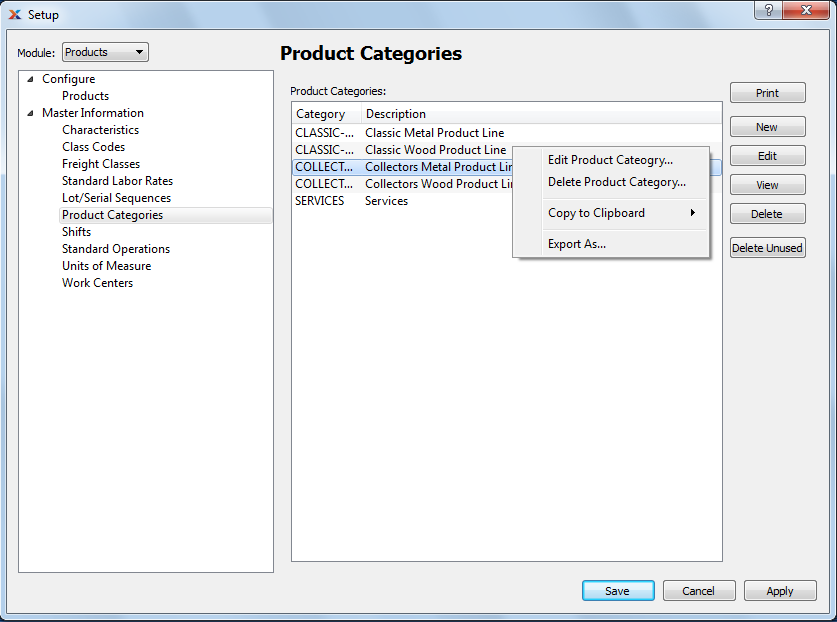 Setup
?
Module: Products
Configure
Products
Master Information
Characteristics
Class Codes
Freight Classes
Standard Labor Rates
Lot/Serial Sequences
Product Categories
Shifts
Standard Operations
Units of Measure
Work Centers
Product Categories
Product Categories:
Category Description
CLASSIC-... Classic Metal Product Line
CLASSIC-... Classic Wood Product Line
COLLECT... Collectors Metal Product Lin
COLLECT... Collectors Wood Product Li
SERVICES Services
Edit Product Cateogry...
Delete Product Category...
Copy to Clipboard
Export As...
Print
New
Edit
View
Delete
Delete Unused
Save Cancel Apply